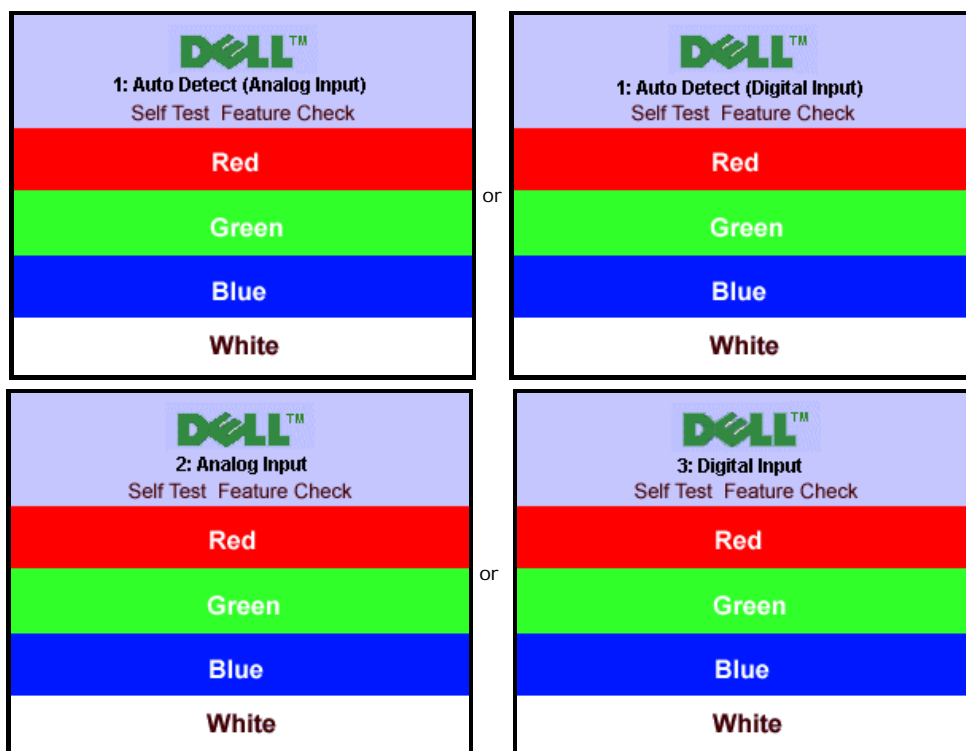 DELL™
1: Auto Detect (Analog Input)
Self Test Feature Check
Red
Green
Blue
White
or
DELL™
1: Auto Detect (Digital Input)
Self Test Feature Check
Red
Green
Blue
White
DELL™
2: Analog Input
Self Test Feature Check
Red
Green
Blue
White
or
DELL™
3: Digital Input
Self Test Feature Check
Red
Green
Blue
White